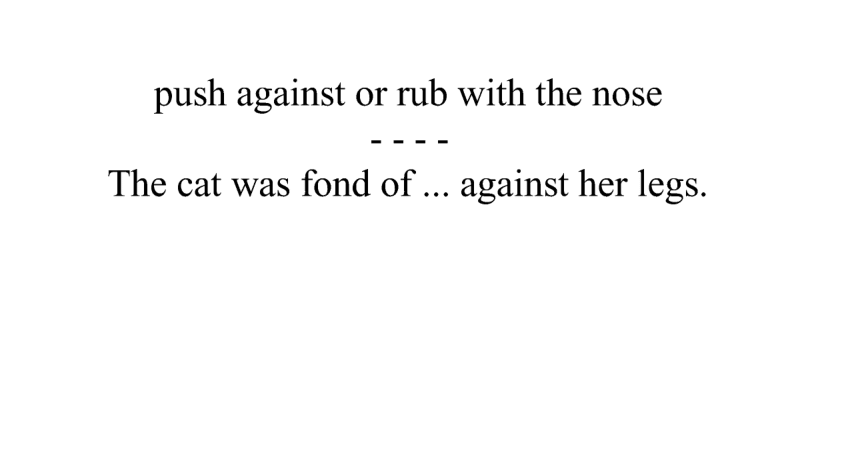 push against or rub with the nose
- - - -
The cat was fond of ... against her legs.